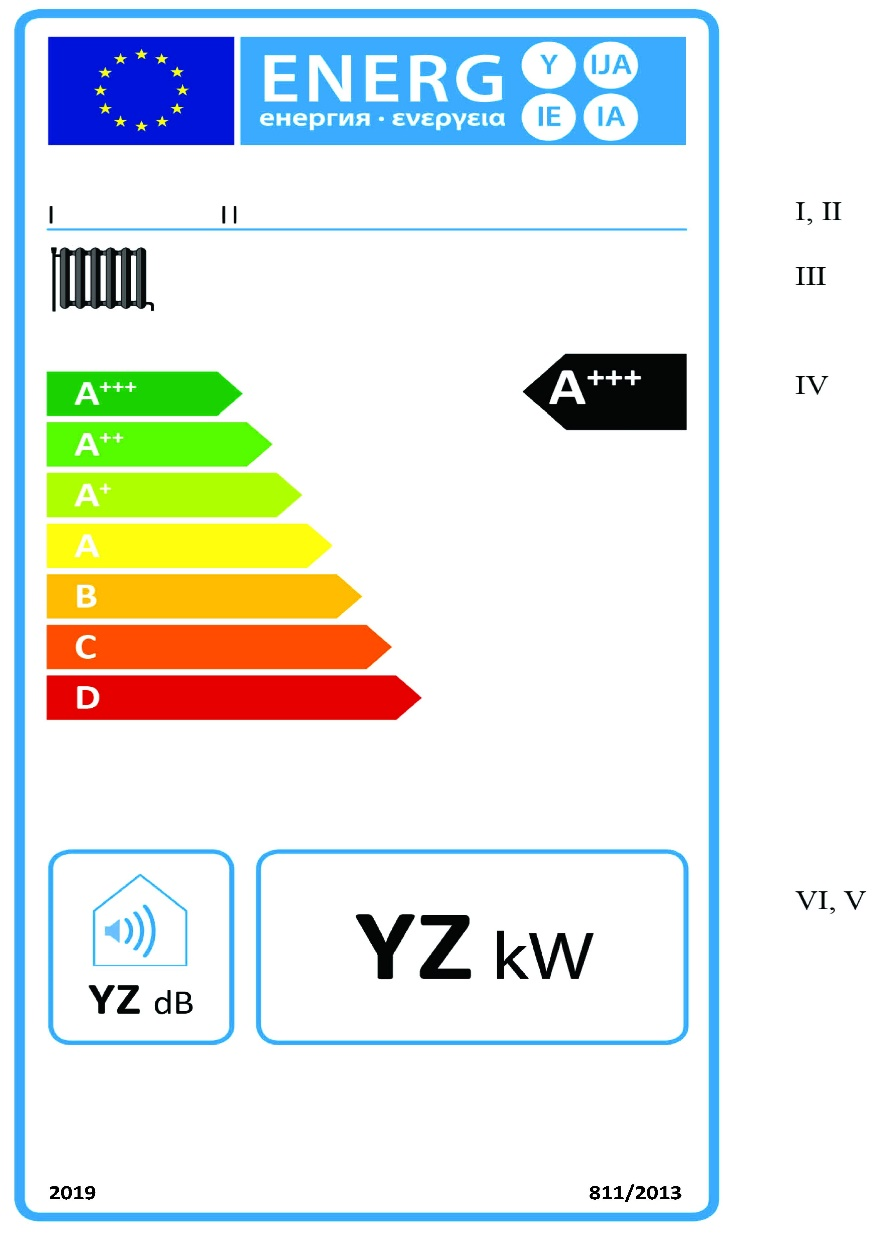 ENERG Y IJA
енергия · ενεργεια IE IA
I II I, II
III
A+++ A+++ IV
A++
A+
A
B
C
D
VI, V
YZ kW
YZ dB
2019 811/2013